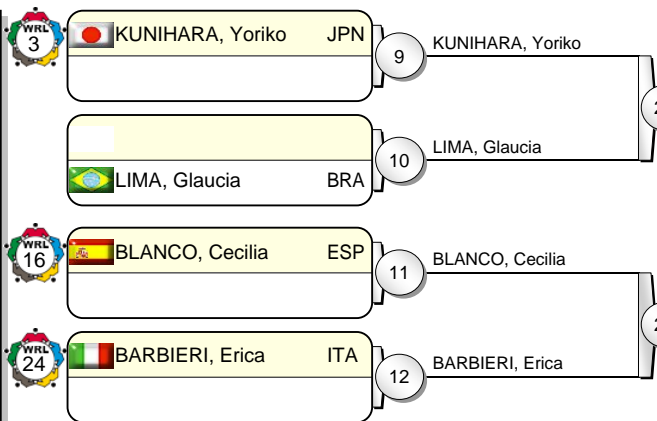 WRL
3
KUNIHARA, Yoriko JPN
9
KUNIHARA, Yoriko
10
LIMA, Glaucia
LIMA, Glaucia BRA
WRL
16
BLANCO, Cecilia ESP
11
BLANCO, Cecilia
WRL
24
BARBIERI, Erica ITA
12
BARBIERI, Erica